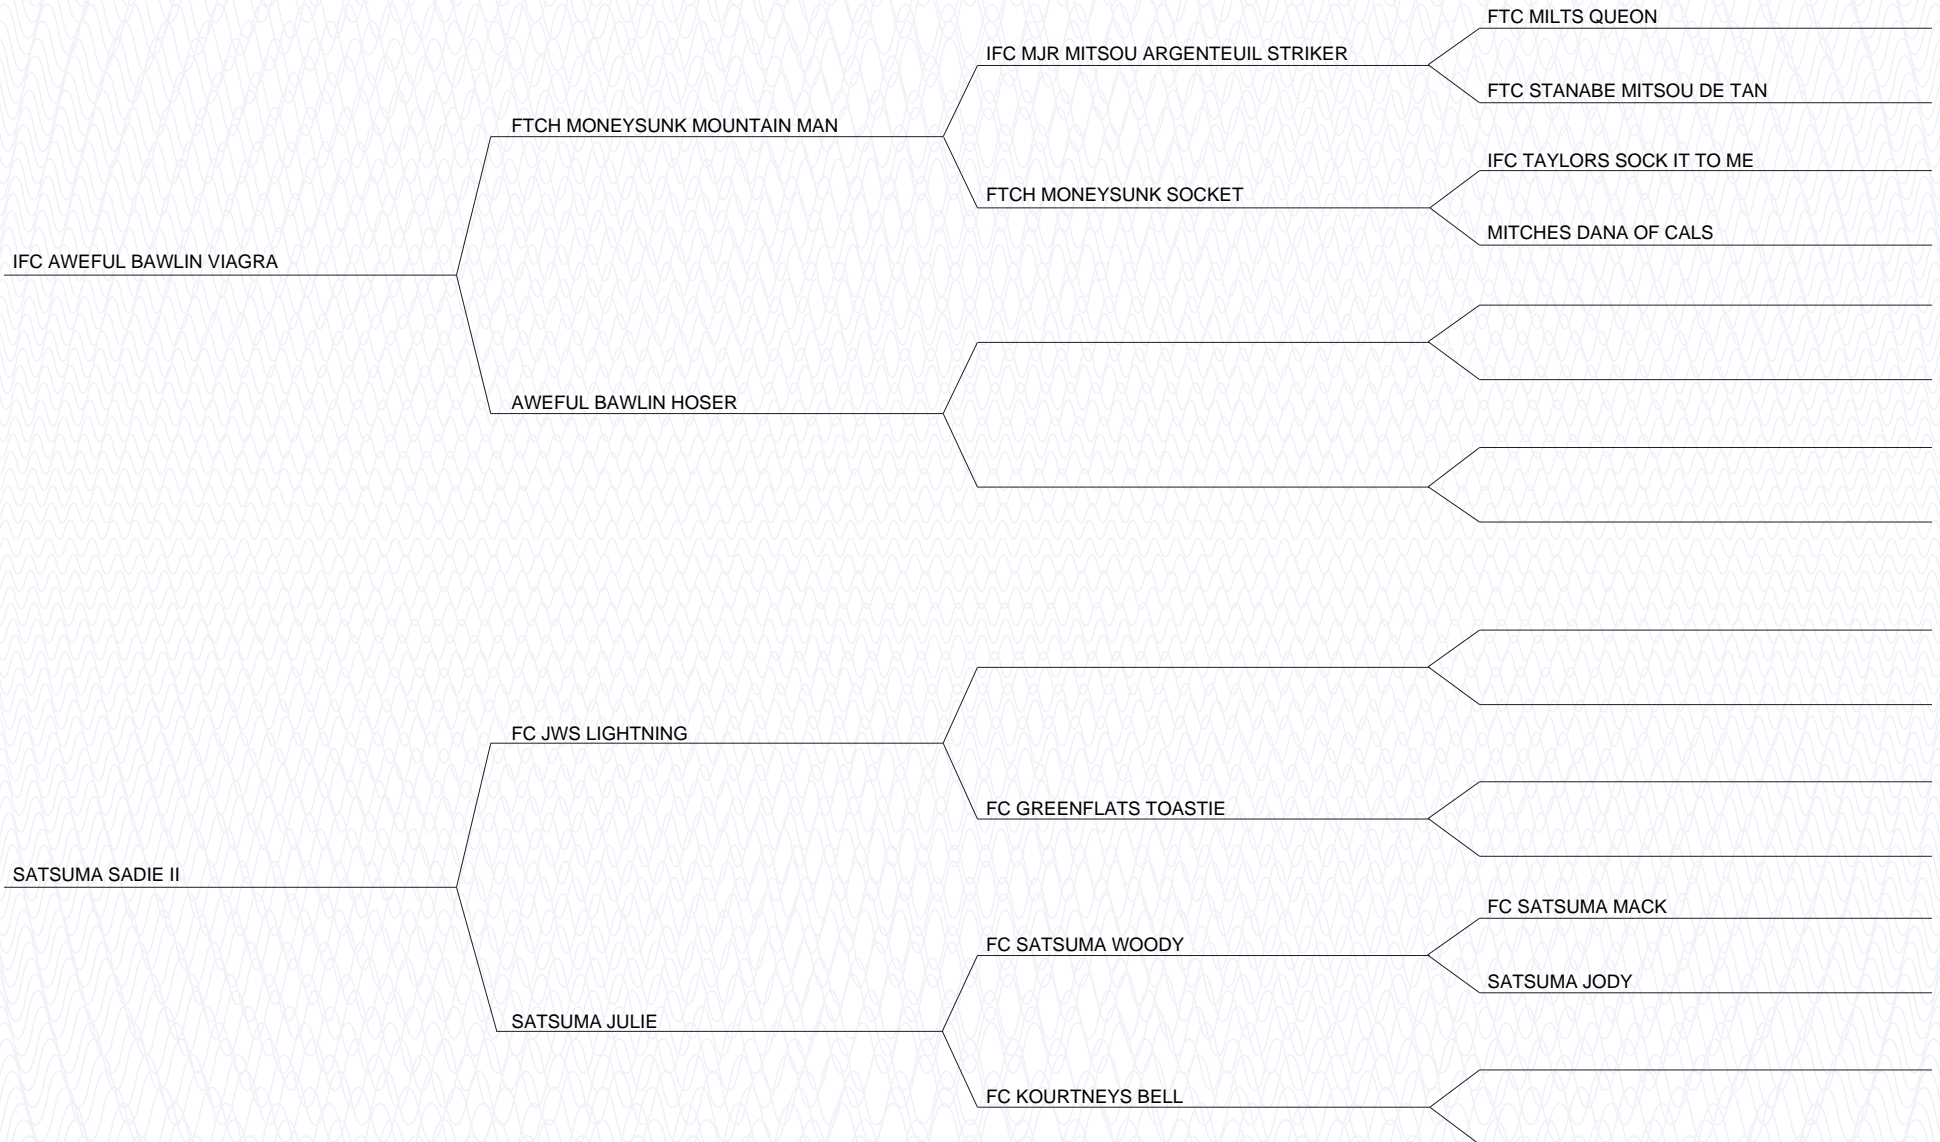 FTC MILTS QUEON
IFC MJR MITSOU ARGENTEUIL STRIKER
FTC STANABE MITSOU DE TAN
FTCH MONEYSUNK MOUNTAIN MAN
IFC TAYLORS SOCK IT TO ME
FTCH MONEYSUNK SOCKET
MITCHES DANA OF CALS
IFC AWEFUL BAWLIN VIAGRA
AWEFUL BAWLIN HOSER
FC JWS LIGHTNING
FC GREENFLATS TOASTIE
SATSUMA SADIE II
FC SATSUMA MACK
FC SATSUMA WOODY
SATSUMA JODY
SATSUMA JULIE
FC KOURTNEYS BELL